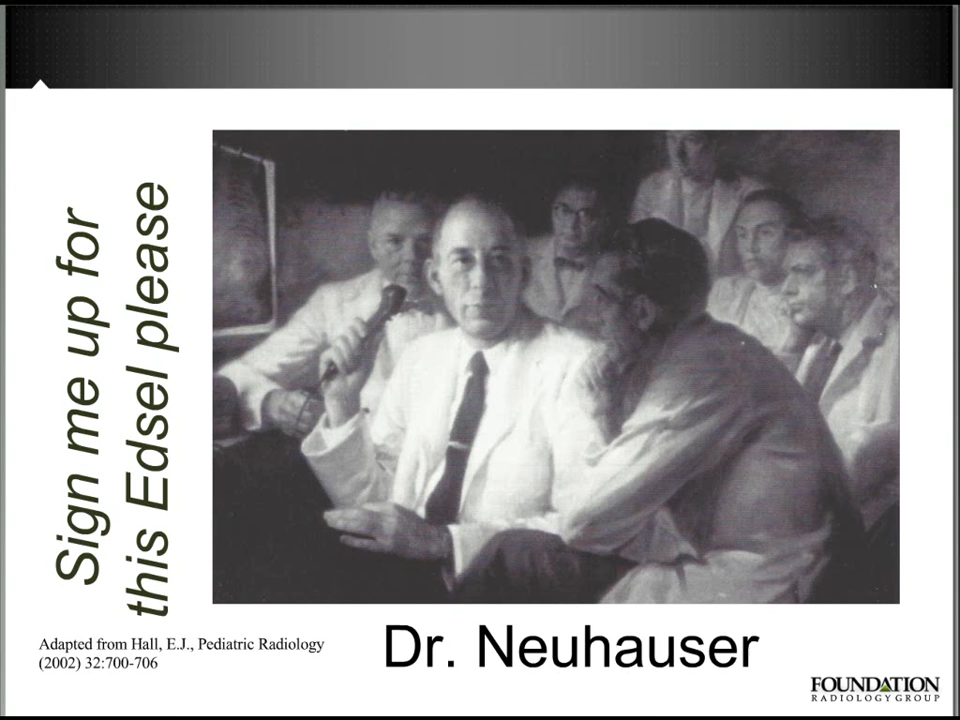 Sign me up for
this Edsel please
Adapted from Hall, E.J., Pediatric Radiology
(2002) 32:700-706
Dr. Neuhauser
FOUNDATION
RADIOLOGY GROUP